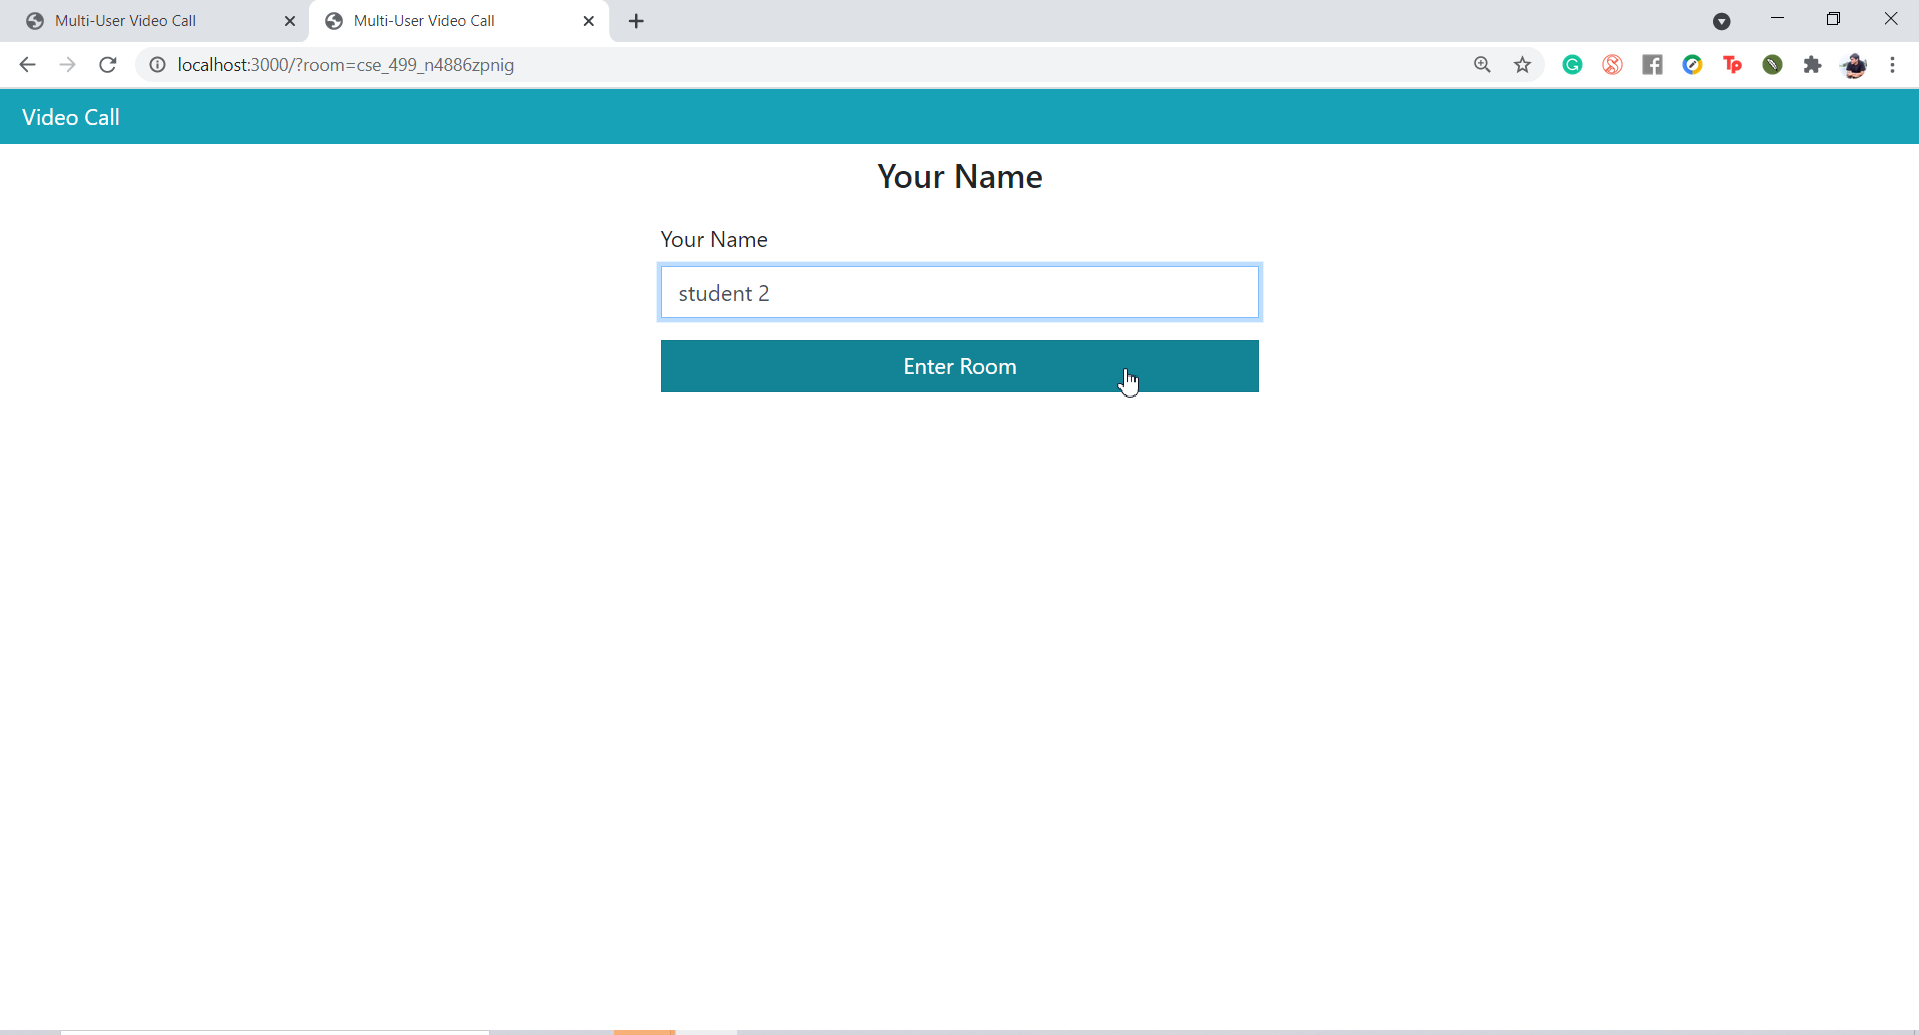 Multi-User Video Call
Multi-User Video Call
localhost:3000/?room=cse_499_n4886zpnig
Tp
Video Call
Your Name
Your Name
student 2
Enter Room